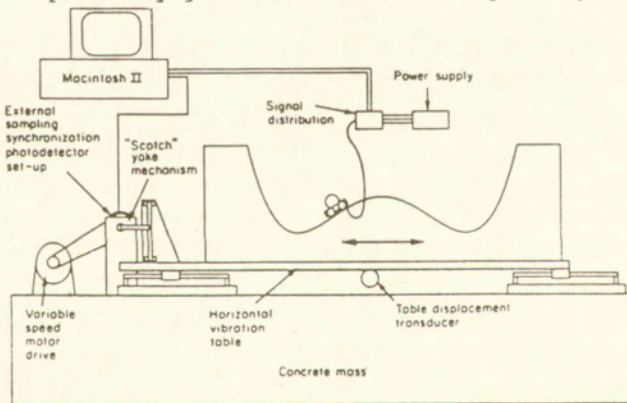 Macintosh II
Power supply
Signal
distribution
External
sampling
synchronization
photodetector
set-up
"Scotch"
yoke
mechanism
Variable
speed
motor
drive
Horizontal
vibration
table
Table displacement
transducer
Concrete mass